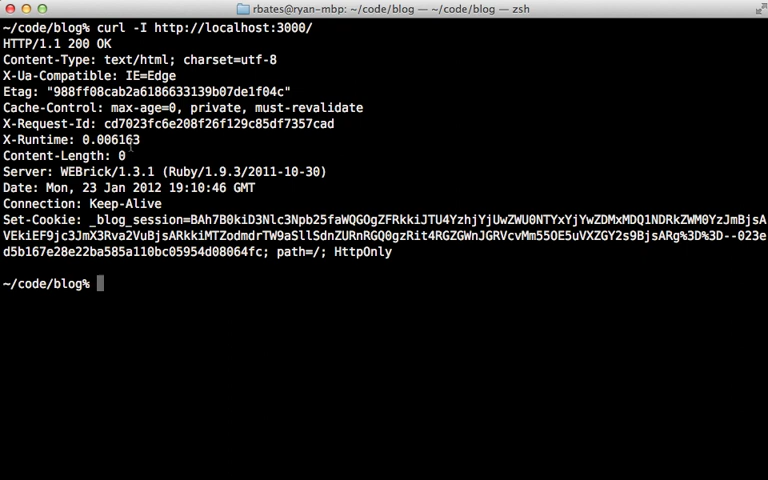 rbates@ryan-mbp: ~/code/blog — ~/code/blog — zsh
~/code/blog% curl -I http://localhost:3000/
HTTP/1.1 200 OK
Content-Type: text/html; charset=utf-8
X-Ua-Compatible: IE=Edge
Etag: "988ff08cab2a6186633139b07de1f04c"
Cache-Control: max-age=0, private, must-revalidate
X-Request-Id: cd7023fc6e208f26f129c85df7357cad
X-Runtime: 0.006163
Content-Length: 0
Server: WEBrick/1.3.1 (Ruby/1.9.3/2011-10-30)
Date: Mon, 23 Jan 2012 19:10:46 GMT
Connection: Keep-Alive
Set-Cookie: _blog_session=BAh7B0kiD3Nlc3Npb25faWQGOgZFRkkiJTU4YzhjYjUwZWU0NTYxYjYwZDMxMDQ1NDRkZWM0YzJmBjsA
VEkiEF9jc3JmX3Rva2VuBjsARkkiMTZodmdrTW9aSllSdnZURnRGQ0gzRit4RGZGWnJGRVcvMm55OE5uVXZGY2s9BjsARg%3D%3D--023e
d5b167e28e22ba585a110bc05954d08064fc; path=/; HttpOnly
~/code/blog%